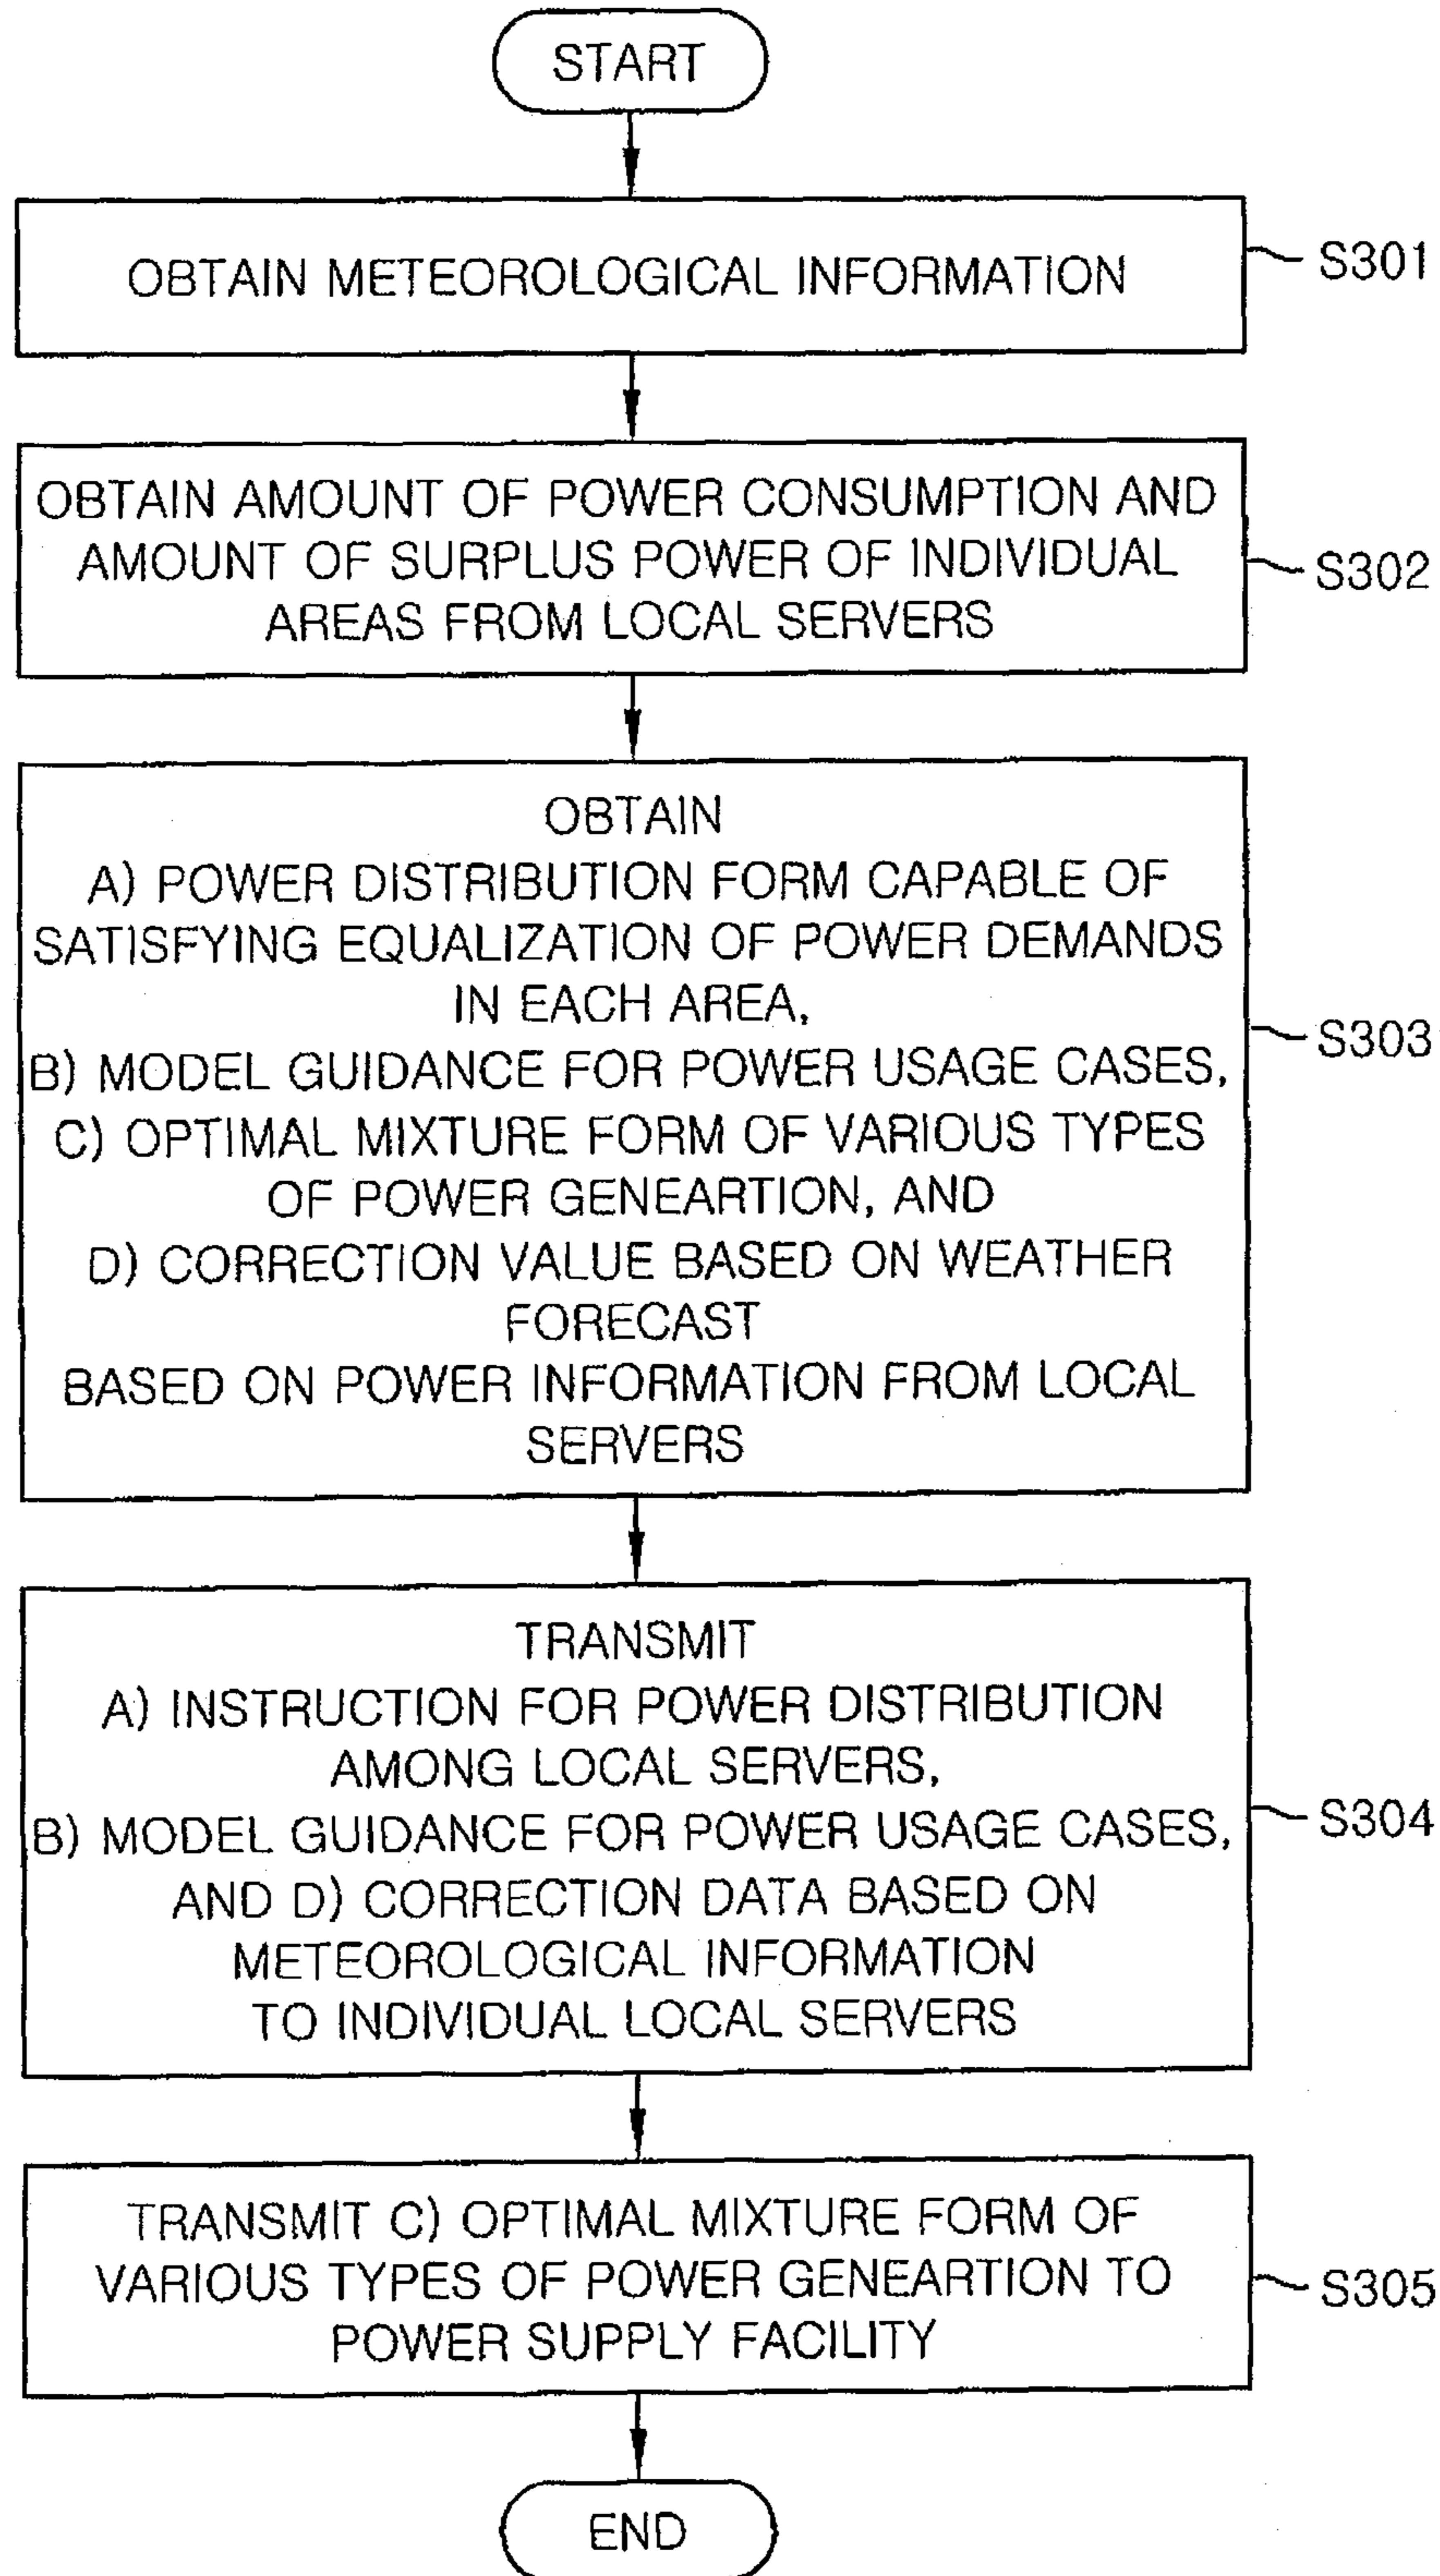 START
OBTAIN METEOROLOGICAL INFORMATION
S301
OBTAIN AMOUNT OF POWER CONSUMPTION AND
AMOUNT OF SURPLUS POWER OF INDIVIDUAL
AREAS FROM LOCAL SERVERS
S302
OBTAIN
A) POWER DISTRIBUTION FORM CAPABLE OF
SATISFYING EQUALIZATION OF POWER DEMANDS
IN EACH AREA,
B) MODEL GUIDANCE FOR POWER USAGE CASES,
C) OPTIMAL MIXTURE FORM OF VARIOUS TYPES
OF POWER GENEARTION, AND
D) CORRECTION VALUE BASED ON WEATHER
FORECAST
BASED ON POWER INFORMATION FROM LOCAL
SERVERS
S303
TRANSMIT
A) INSTRUCTION FOR POWER DISTRIBUTION
AMONG LOCAL SERVERS,
B) MODEL GUIDANCE FOR POWER USAGE CASES,
AND D) CORRECTION DATA BASED ON
METEOROLOGICAL INFORMATION
TO INDIVIDUAL LOCAL SERVERS
S304
TRANSMIT C) OPTIMAL MIXTURE FORM OF
VARIOUS TYPES OF POWER GENEARTION TO
POWER SUPPLY FACILITY
S305
END